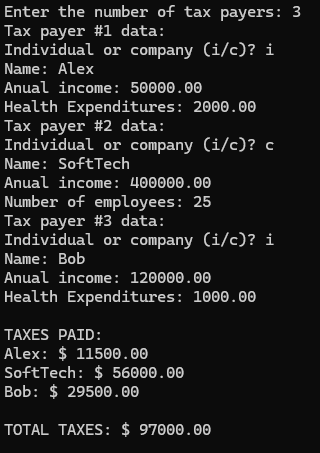 Enter the number of tax payers: 3
Tax payer #1 data:
Individual or company (i/c)? i
Name: Alex
Anual income: 50000.00
Health Expenditures: 2000.00
Tax payer #2 data:
Individual or company (i/c)? c
Name: SoftTech
Anual income: 400000.00
Number of employees: 25
Tax payer #3 data:
Individual or company (i/c)? i
Name: Bob
Anual income: 120000.00
Health Expenditures: 1000.00

TAXES PAID:
Alex: $ 11500.00
SoftTech: $ 56000.00
Bob: $ 29500.00

TOTAL TAXES: $ 97000.00